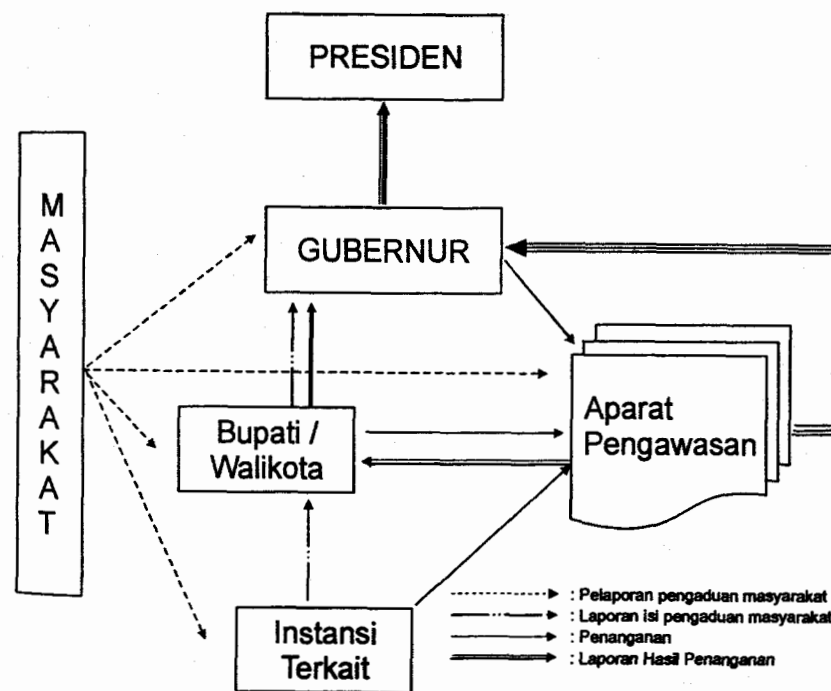 PRESIDEN
MASYARAKAT
GUBERNUR
Aparat
Pengawasan
Bupati /
Walikota
Instansi
Terkait
: Pelaporan pengaduan masyarakat
: Laporan isi pengaduan masyarakat
: Penanganan
: Laporan Hasil Penanganan